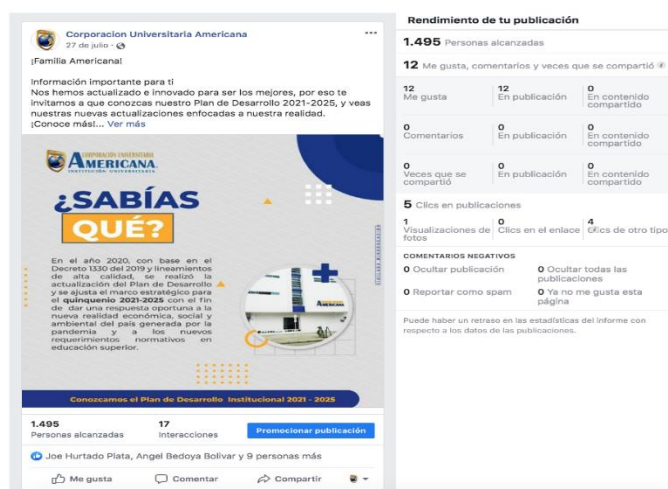 Corporacion Universitaria Americana
27 de julio
¡Familia Americana!
Información importante para ti
Nos hemos actualizado e innovado para ser los mejores, por eso te
invitamos a que conozcas nuestro Plan de Desarrollo 2021-2025, y veas
nuestras nuevas actualizaciones enfocadas a nuestra realidad.
¡Conoce más!... Ver más
CORPORACIÓN UNIVERSITARIA
AMERICANA
INSTITUCIÓN UNIVERSITARIA
¿SABÍAS
QUÉ?
En el año 2020, con base en el
Decreto 1330 del 2019 y lineamientos
de alta calidad, se realizó la
actualización del Plan de Desarrollo
y se ajusta el marco estratégico para
el quinquenio 2021-2025 con el fin
de dar una respuesta oportuna a la
nueva realidad económica, social y
ambiental del país generada por la
pandemia y a los nuevos
requerimientos normativos en
educación superior.
AMERICANA
Conozcamos el Plan de Desarrollo Institucional 2021 - 2025
1.495
Personas alcanzadas
17
Interacciones
Promocionar publicación
Joe Hurtado Plata, Angel Bedoya Bolivar y 9 personas más
Me gusta Comentar Compartir
Rendimiento de tu publicación
1.495 Personas alcanzadas
12 Me gusta, comentarios y veces que se compartió
12
Me gusta
12
En publicación
0
En contenido
compartido
0
Comentarios
0
En publicación
0
En contenido
compartido
0
Veces que se
compartió
0
En publicación
0
En contenido
compartido
5 Clics en publicaciones
1
Visualizaciones de
fotos
0
Clics en el enlace
4
Clics de otro tipo
COMENTARIOS NEGATIVOS
0 Ocultar publicación
0 Ocultar todas las
publicaciones
0 Reportar como spam
0 Ya no me gusta esta
página
Puede haber un retraso en las estadísticas del informe con
respecto a los datos de las publicaciones.